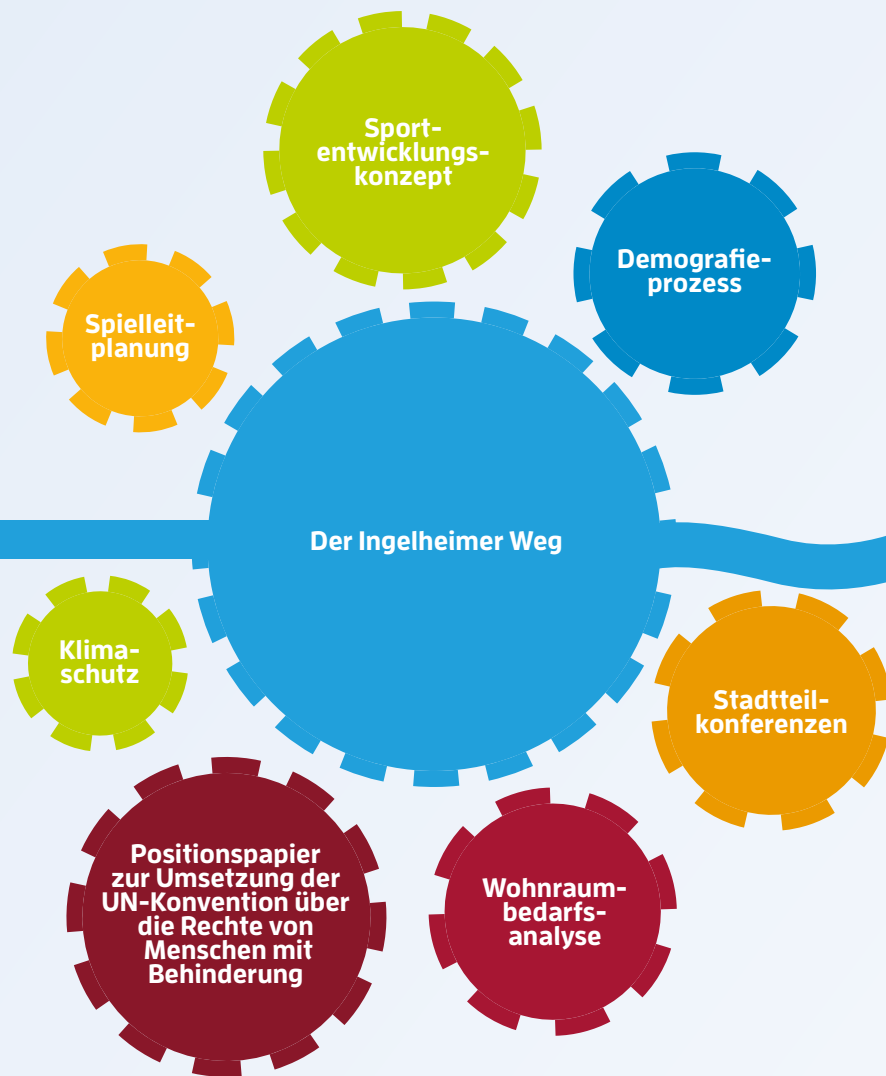 Sport-
entwicklungs-
konzept
Demografie-
prozess
Spielleit-
planung
Der Ingelheimer Weg
Klima-
schutz
Stadtteil-
konferenzen
Positionspapier
zur Umsetzung der
UN-Konvention über
die Rechte von
Menschen mit
Behinderung
Wohnraum-
bedarfs-
analyse